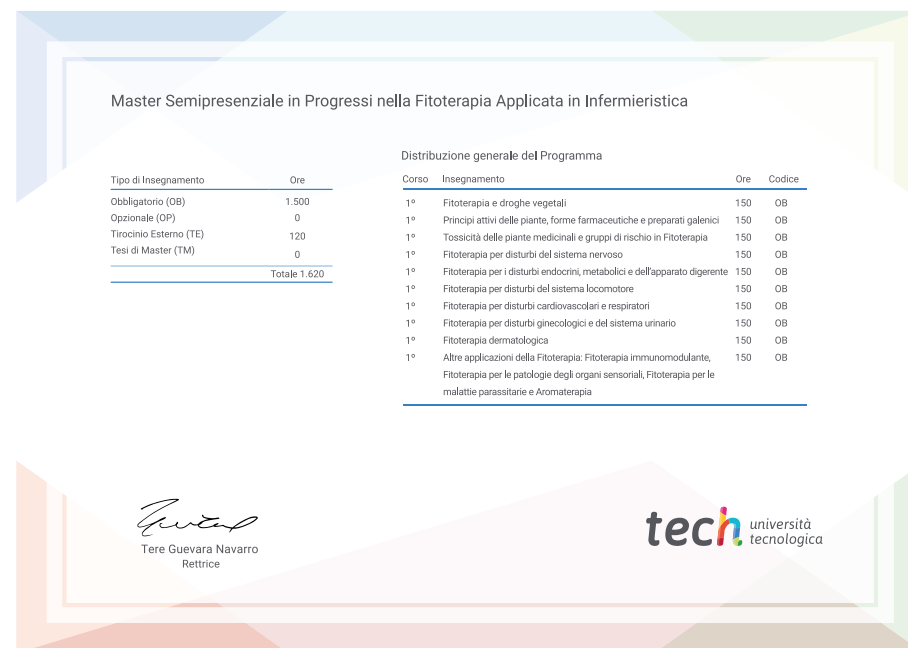 Master Semipresenziale in Progressi nella Fitoterapia Applicata in Infermieristica
Tipo di Insegnamento Ore
Obbligatorio (OB) 1.500
Opzionale (OP) 0
Tirocinio Esterno (TE) 120
Tesi di Master (TM) 0
Totale 1.620
Distribuzione generale del Programma
Corso Insegnamento Ore Codice
1º Fitoterapia e droghe vegetali 150 OB
1º Principi attivi delle piante, forme farmaceutiche e preparati galenici 150 OB
1º Tossicità delle piante medicinali e gruppi di rischio in Fitoterapia 150 OB
1º Fitoterapia per disturbi del sistema nervoso 150 OB
1º Fitoterapia per i disturbi endocrini, metabolici e dell'apparato digerente 150 OB
1º Fitoterapia per disturbi del sistema locomotore 150 OB
1º Fitoterapia per disturbi cardiovascolari e respiratori 150 OB
1º Fitoterapia per disturbi ginecologici e del sistema urinario 150 OB
1º Fitoterapia dermatologica 150 OB
1º Altre applicazioni della Fitoterapia: Fitoterapia immunomodulante, 150 OB
Fitoterapia per le patologie degli organi sensoriali, Fitoterapia per le
malattie parassitarie e Aromaterapia
Tere Guevara Navarro
Rettrice
tech università
tecnologica